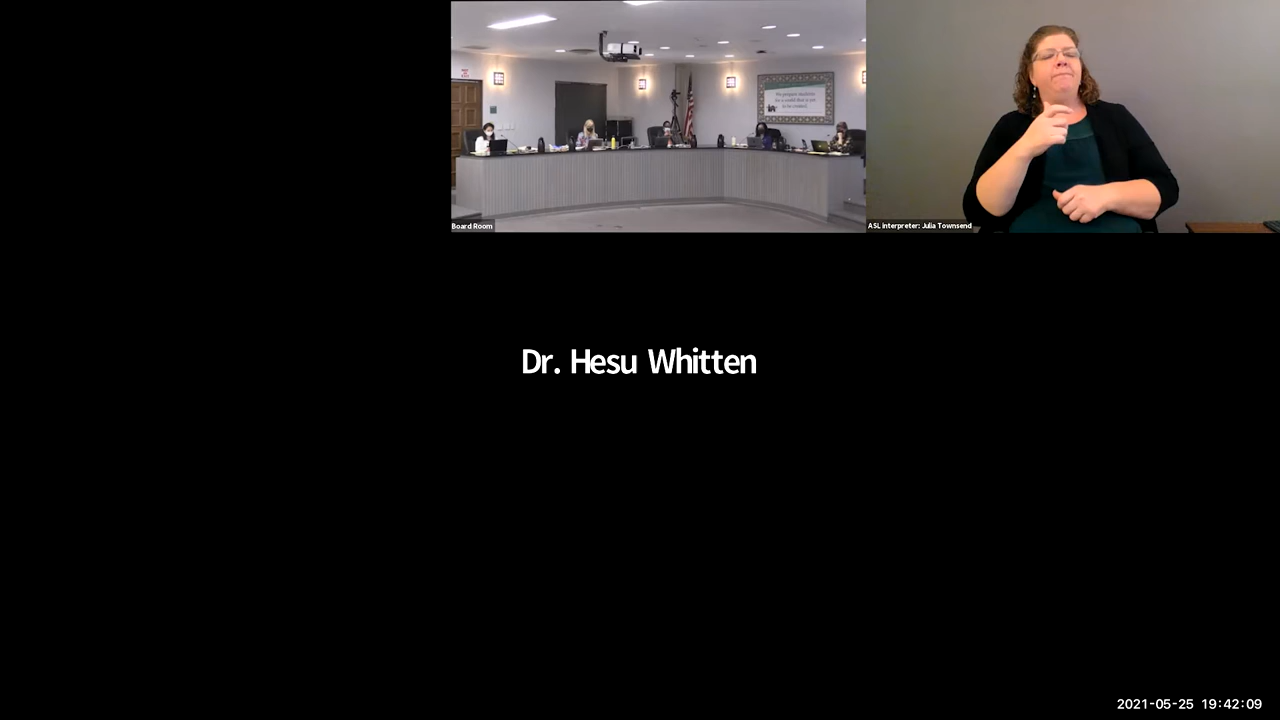 Board Room
ASL interpreter: Julia Townsend
Dr. Hesu Whitten
2021-05-25 19:42:09